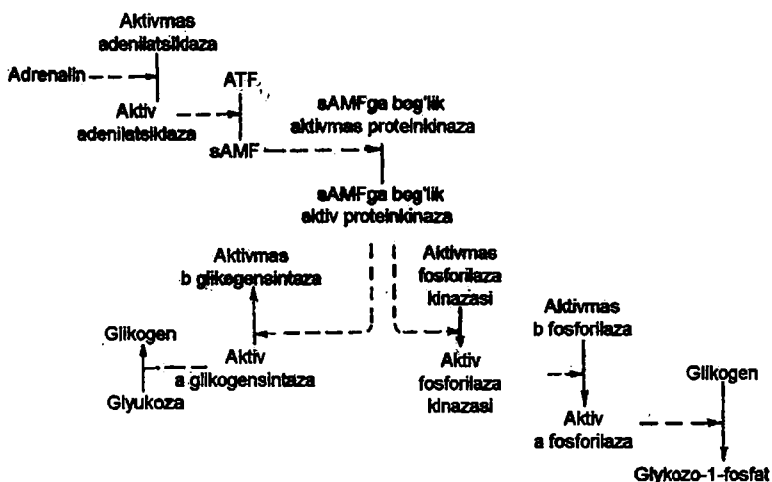 Aktivmas
adenilatsiklaza
Adrenalin
ATF
Aktiv
adenilatsiklaza
sAMFga bog'lik
aktivmas proteinkinaza
sAMF
sAMFga bog'lik
aktiv proteinkinaza
Aktivmas
b glikogensintaza
Aktivmas
fosforilaza
kinazasi
Aktivmas
b fosforilaza
Glikogen
Aktiv
a glikogensintaza
Glyukoza
Aktiv
fosforilaza
kinazasi
Glikogen
Aktiv
a fosforilaza
Glykozo-1-fosfat